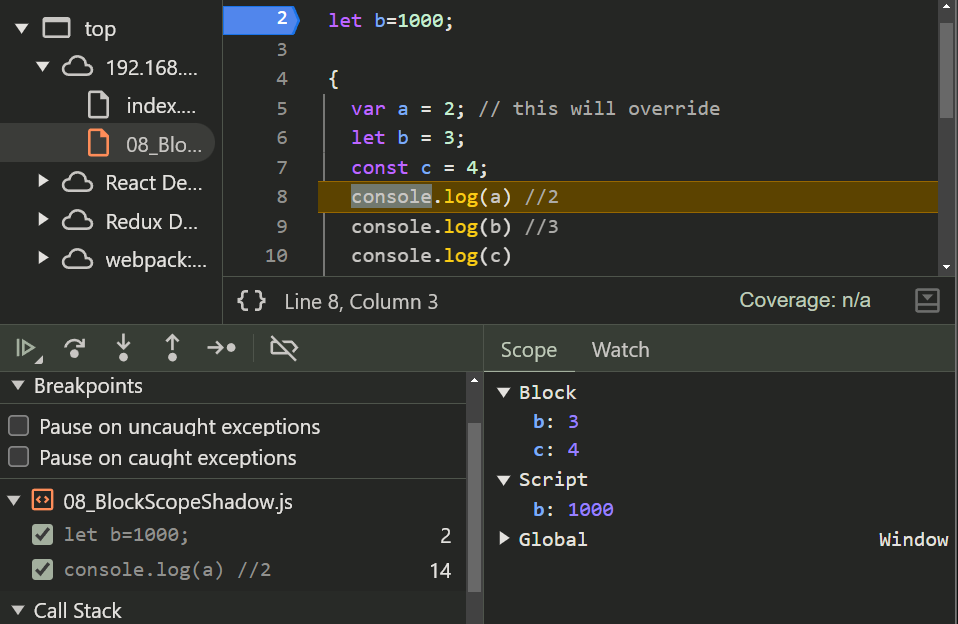 top
192.168....
index....
08_Blo...
React De...
Redux D...
webpack:...
2 let b=1000;
3
4 {
5 var a = 2; // this will override
6 let b = 3;
7 const c = 4;
8 console.log(a) //2
9 console.log(b) //3
10 console.log(c)
{ } Line 8, Column 3 Coverage: n/a
Breakpoints
Pause on uncaught exceptions
Pause on caught exceptions
08_BlockScopeShadow.js
let b=1000; 2
console.log(a) //2 14
Call Stack
Scope Watch
Block
b: 3
c: 4
Script
b: 1000
Global Window